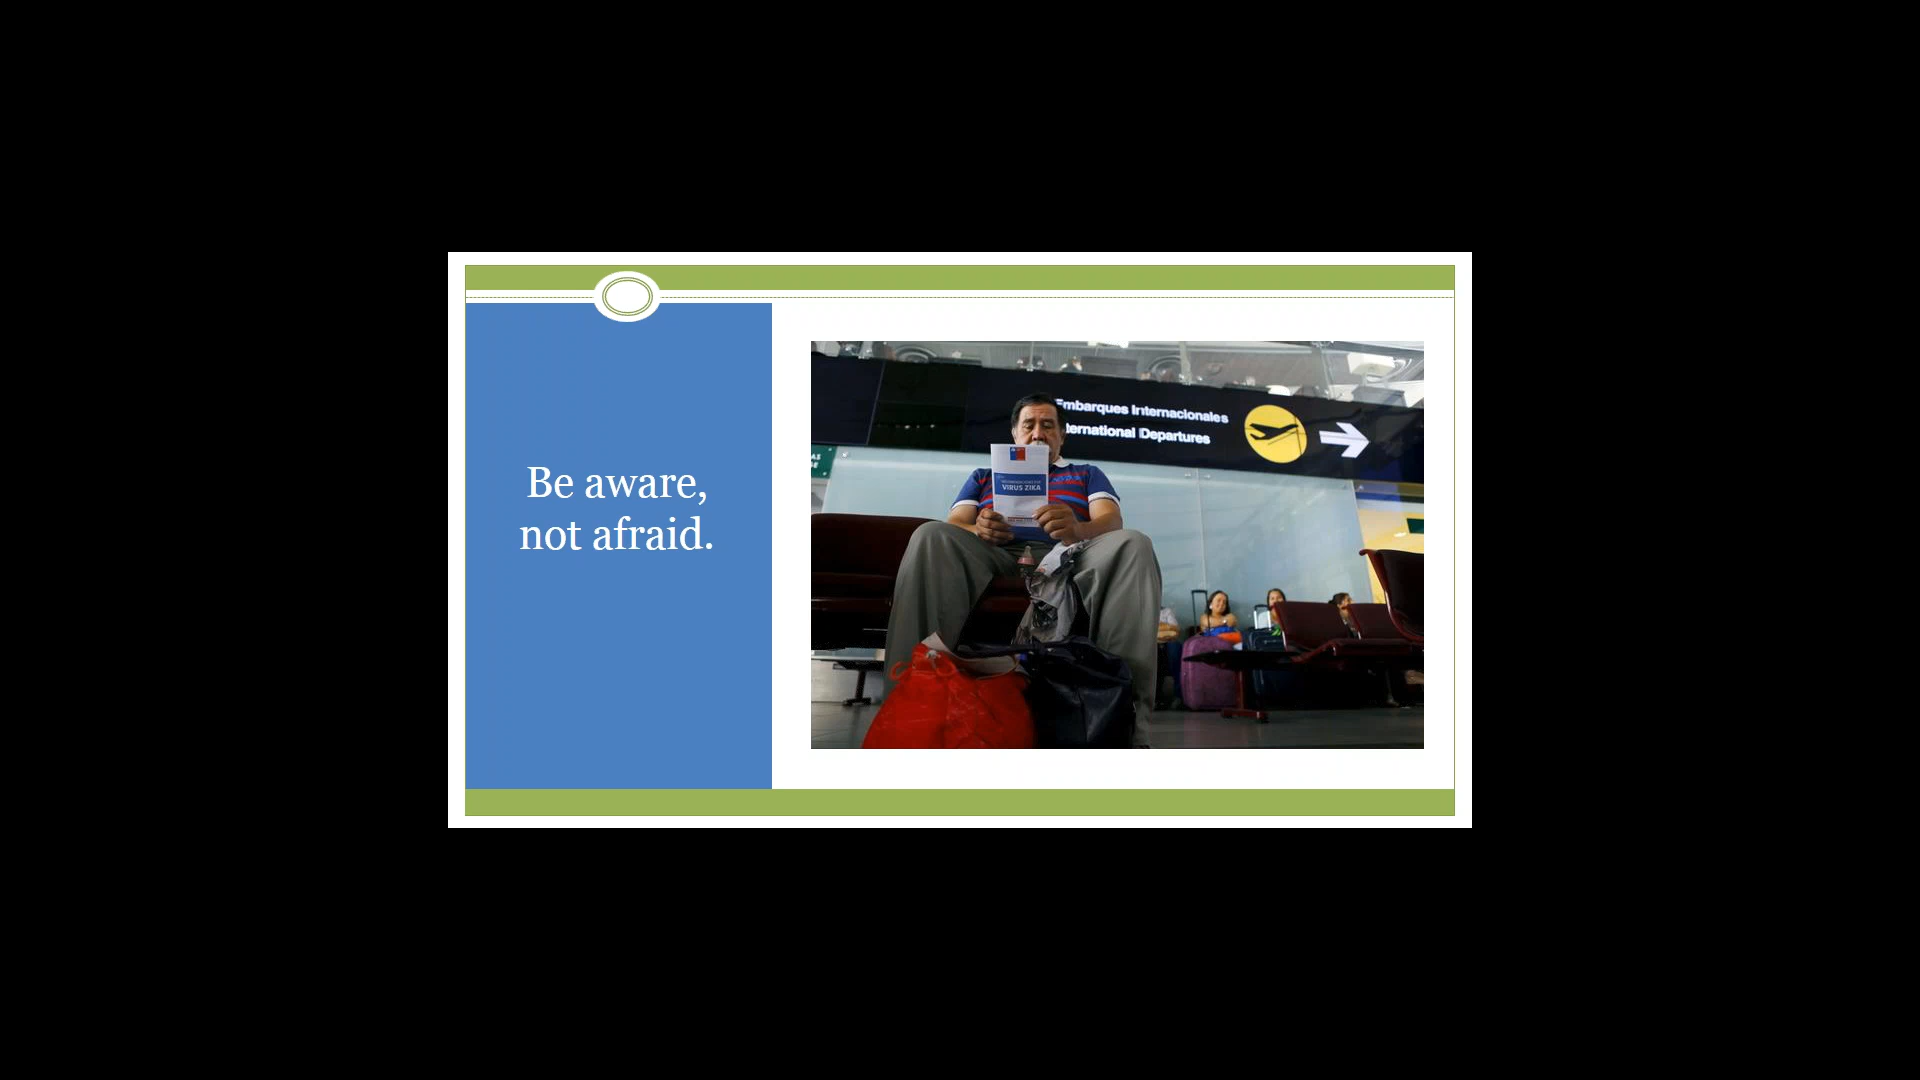 Be aware,
not afraid.
Embarques Internacionales
ternational Departures
VIRUS ZIKA